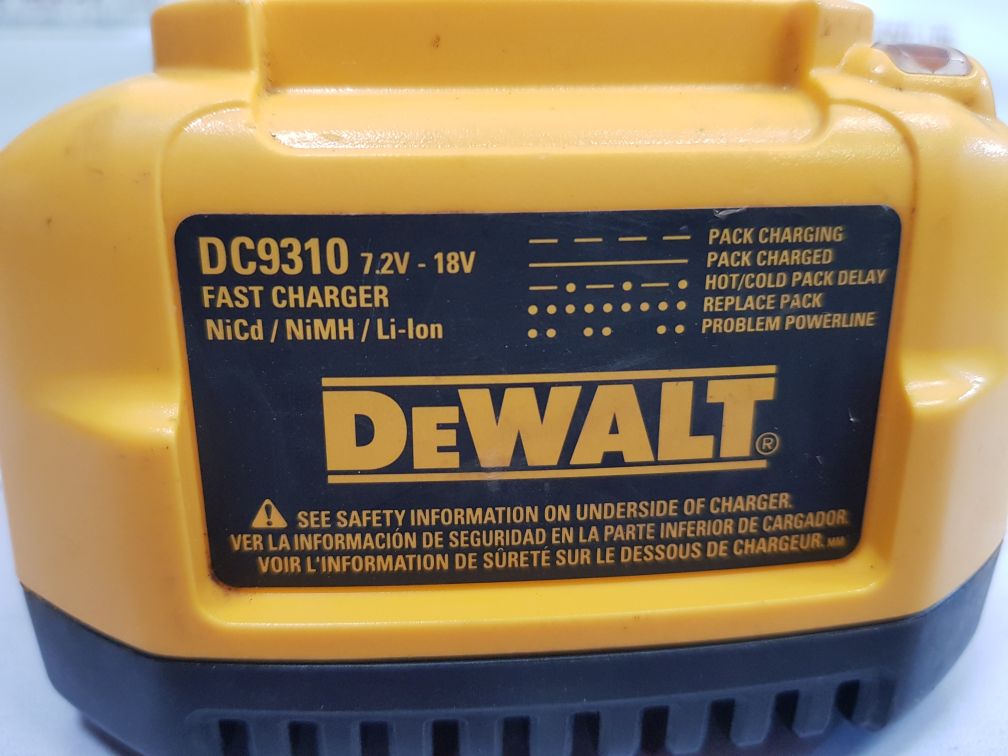 DC9310 7.2V - 18V
FAST CHARGER
NiCd / NiMH / Li-Ion
PACK CHARGING
PACK CHARGED
HOT/COLD PACK DELAY
REPLACE PACK
PROBLEM POWERLINE
DEWALT®
SEE SAFETY INFORMATION ON UNDERSIDE OF CHARGER.
VER LA INFORMACIÓN DE SEGURIDAD EN LA PARTE INFERIOR DE CARGADOR.
VOIR L'INFORMATION DE SÛRETÉ SUR LE DESSOUS DE CHARGEUR.